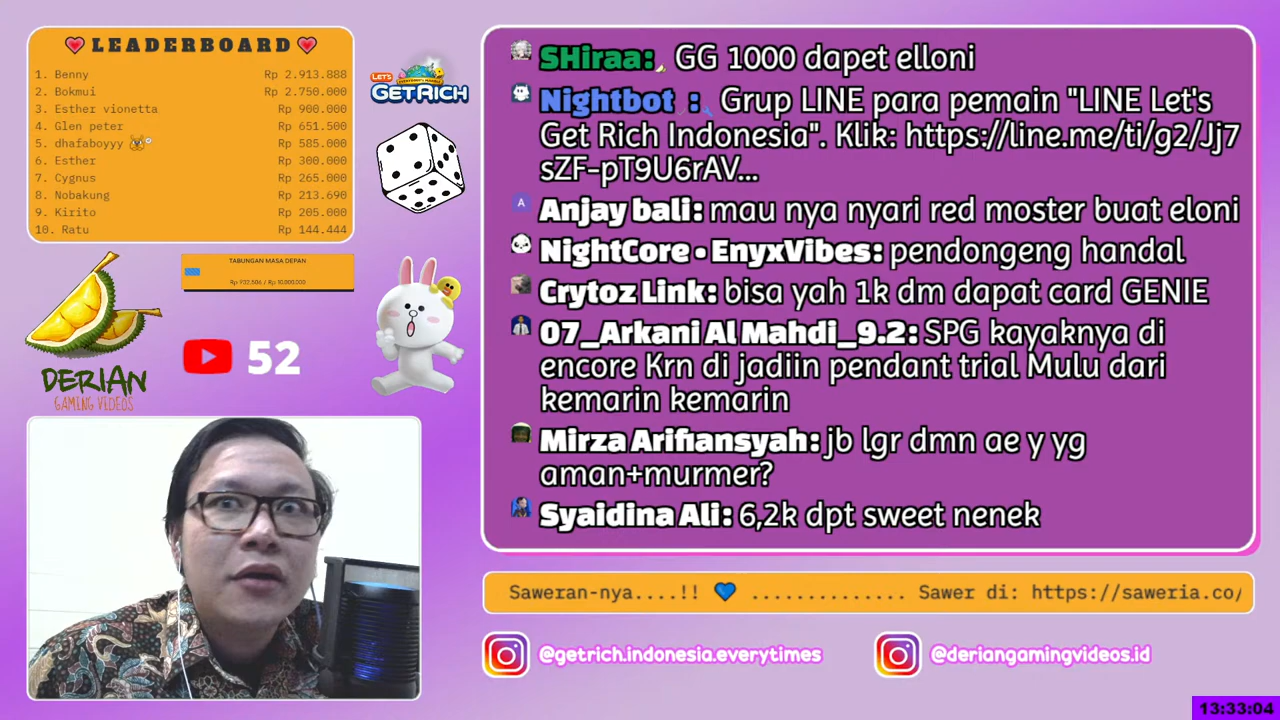 LEADERBOARD
1. Benny Rp 2.913.888
2. Bokmui Rp 2.750.000
3. Esther vionetta Rp 900.000
4. Glen peter Rp 651.500
5. dhafaboyyy Rp 585.000
6. Esther Rp 300.000
7. Cygnus Rp 265.000
8. Nobakung Rp 213.690
9. Kirito Rp 205.000
10. Ratu Rp 144.444
LET'S
GET RICH
TABUNGAN MASA DEPAN
DERIAN
GAMING VIDEOS
52
SHiraa: GG 1000 dapet elloni
Nightbot : Grup LINE para pemain "LINE Let's
Get Rich Indonesia". Klik: https://line.me/ti/g2/Jj7
sZF-pT9U6rAV...
A
Anjay bali: mau nya nyari red moster buat eloni
NightCore • EnyxVibes: pendongeng handal
Crytoz Link: bisa yah 1k dm dapat card GENIE
07_Arkani Al Mahdi_9.2: SPG kayaknya di
encore Krn di jadiin pendant trial Mulu dari
kemarin kemarin
Mirza Arifiansyah: jb lgr dmn ae y yg
aman+murmer?
Syaidina Ali: 6,2k dpt sweet nenek
Saweran-nya....!! 💙 .............. Sawer di: https://saweria.co/
@getrich.indonesia.everytimes
@deriangamingvideos.id
13:33:04